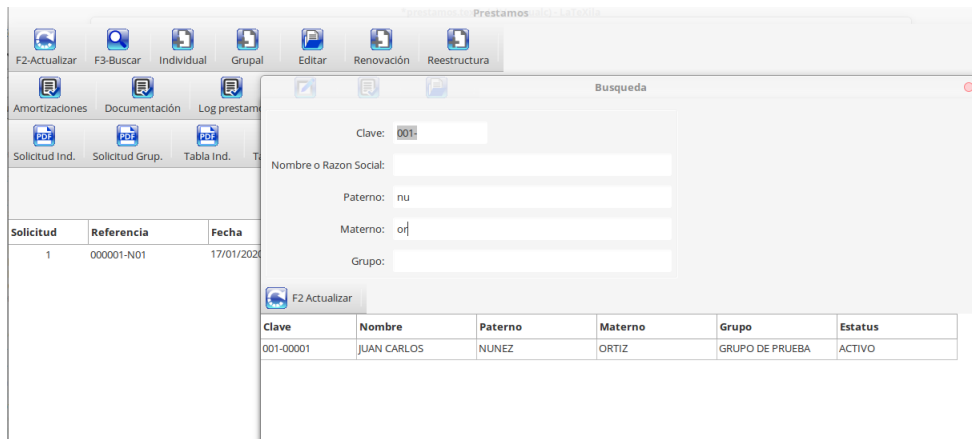 Prestamos
F2-Actualizar F3-Buscar Individual Grupal Editar Renovación Reestructura
Busqueda
Amortizaciones Documentación Log prestam
Clave: 001-
Solicitud Ind. Solicitud Grup. Tabla Ind.
Nombre o Razon Social:
Paterno: nu
Materno: or
Solicitud Referencia Fecha
1 000001-N01 17/01/2020
Grupo:
F2 Actualizar
Clave Nombre Paterno Materno Grupo Estatus
001-00001 JUAN CARLOS NUNEZ ORTIZ GRUPO DE PRUEBA ACTIVO